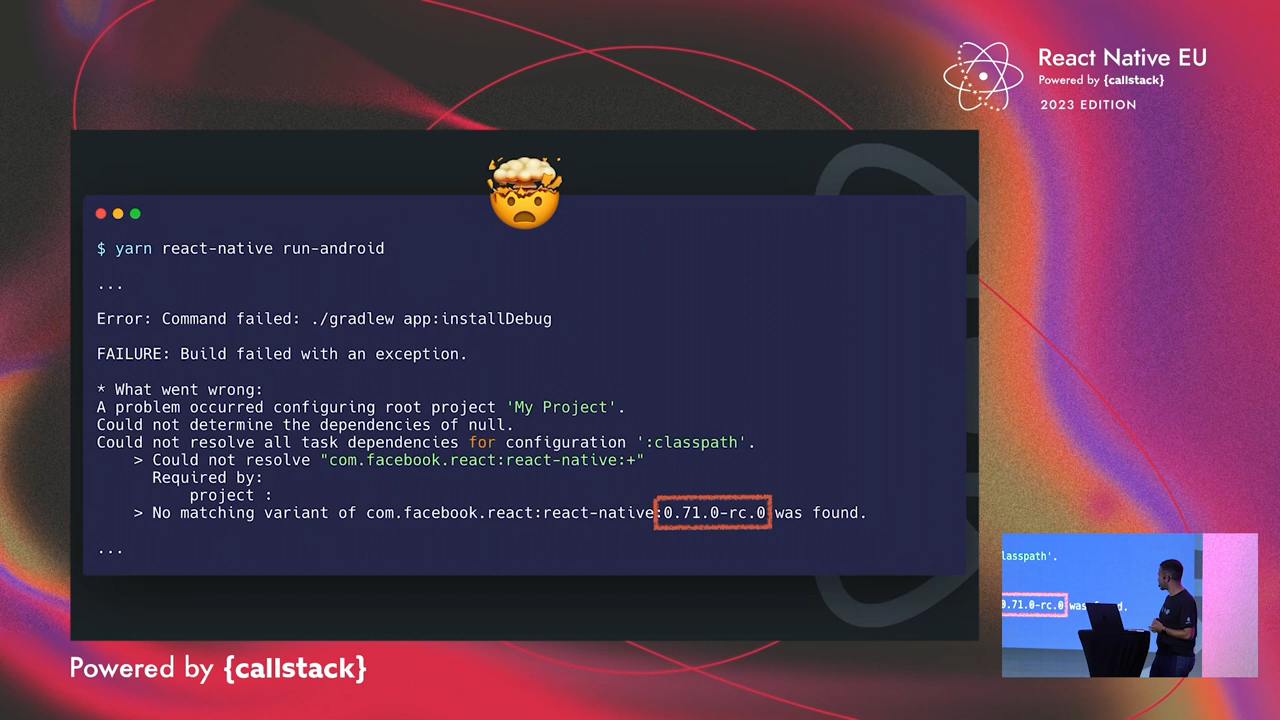 React Native EU
Powered by {callstack}
2023 EDITION
$ yarn react-native run-android
...
Error: Command failed: ./gradlew app:installDebug
FAILURE: Build failed with an exception.
* What went wrong:
A problem occurred configuring root project 'My Project'.
Could not determine the dependencies of null.
Could not resolve all task dependencies for configuration ':classpath'.
> Could not resolve "com.facebook.react:react-native:+"
Required by:
project :
> No matching variant of com.facebook.react:react-native:0.71.0-rc.0 was found.
...
lasspath'.
0.71.0-rc.0 was found.
Powered by {callstack}